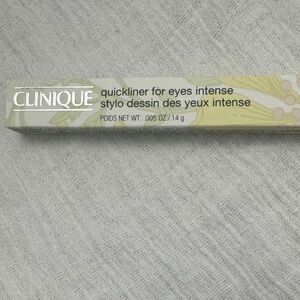 CLINIQUE
quickliner for eyes intense
stylo dessin des yeux intense
POIDS NET WT. .005 OZ./14 g